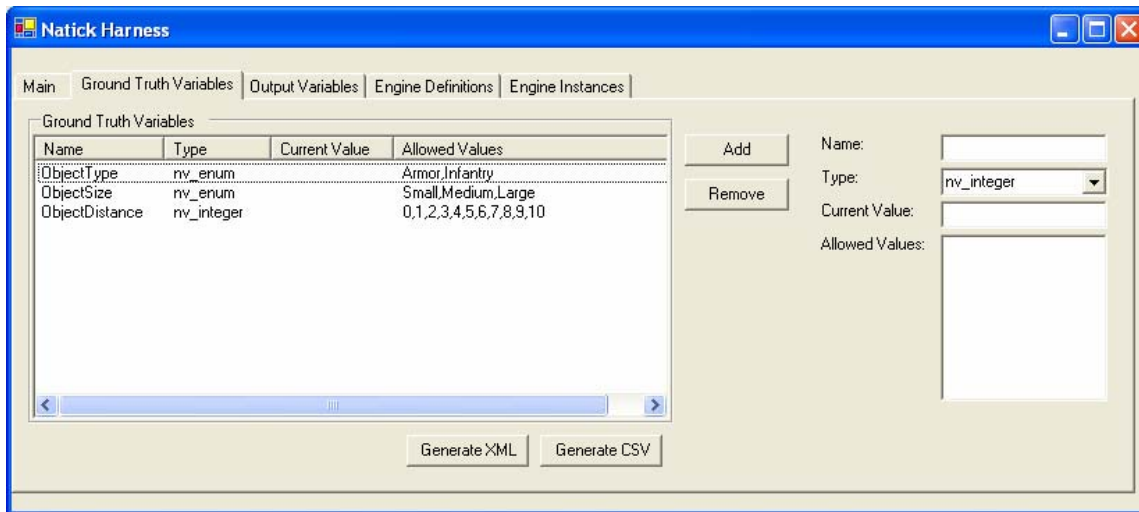 Natick Harness
Main Ground Truth Variables Output Variables Engine Definitions Engine Instances
Ground Truth Variables
Name Type Current Value Allowed Values
ObjectType nv_enum Armor,Infantry
ObjectSize nv_enum Small,Medium,Large
ObjectDistance nv_integer 0,1,2,3,4,5,6,7,8,9,10
Generate XML Generate CSV
Add
Remove
Name:
Type: nv_integer
Current Value:
Allowed Values: